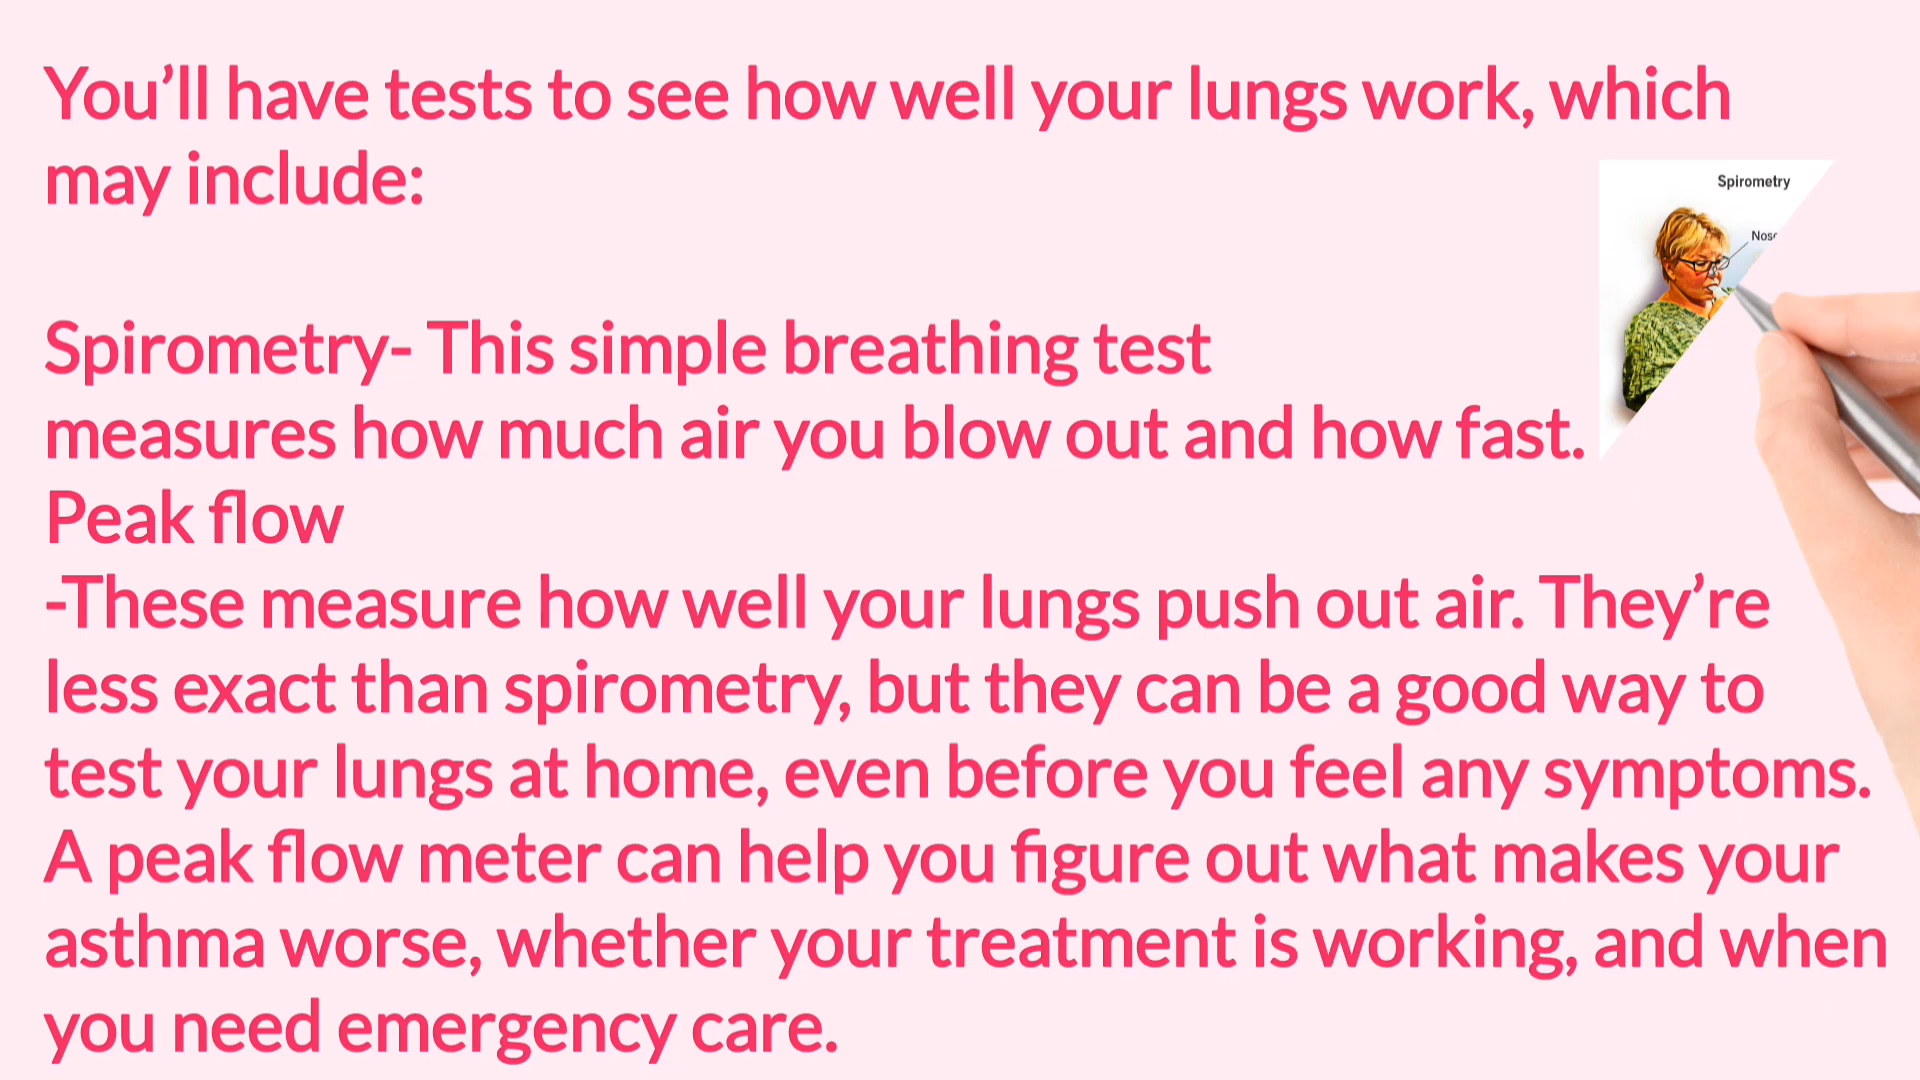 You’ll have tests to see how well your lungs work, which
may include:
Spirometry
Nose
Spirometry- This simple breathing test
measures how much air you blow out and how fast.
Peak flow
-These measure how well your lungs push out air. They’re
less exact than spirometry, but they can be a good way to
test your lungs at home, even before you feel any symptoms.
A peak flow meter can help you figure out what makes your
asthma worse, whether your treatment is working, and when
you need emergency care.